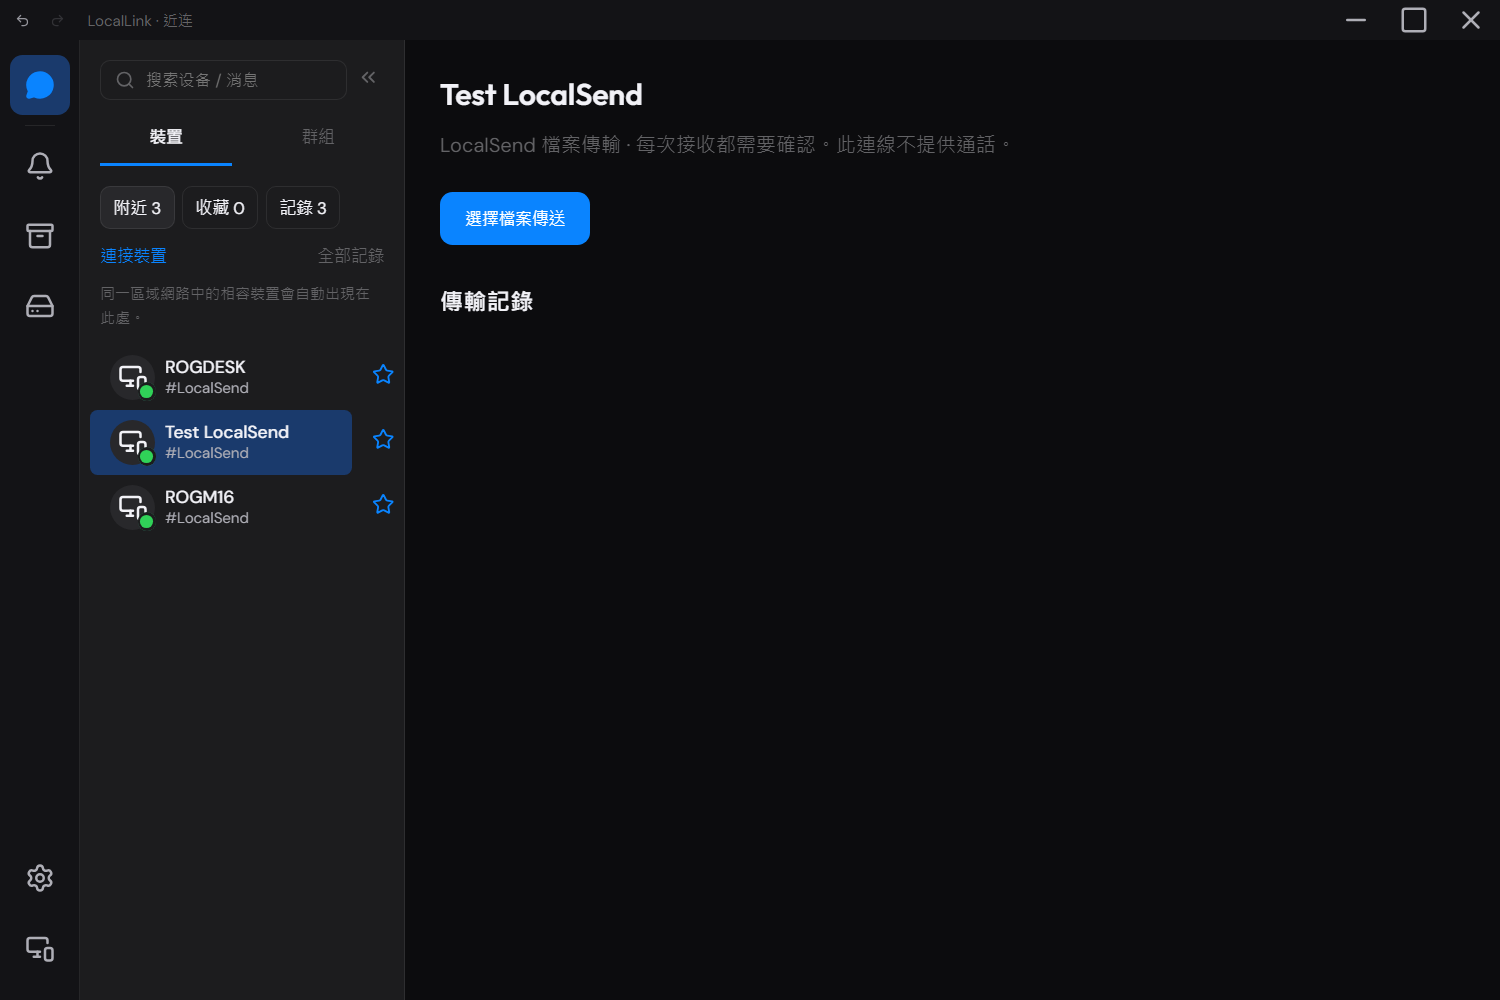 LocalLink · 近连
搜索设备 / 消息
裝置
群組
附近 3
收藏 0
記錄 3
連接裝置
全部記錄
同一區域網路中的相容裝置會自動出現在
此處。
ROGDESK
#LocalSend
Test LocalSend
#LocalSend
ROGM16
#LocalSend
Test LocalSend
LocalSend 檔案傳輸 · 每次接收都需要確認。此連線不提供通話。
選擇檔案傳送
傳輸記錄